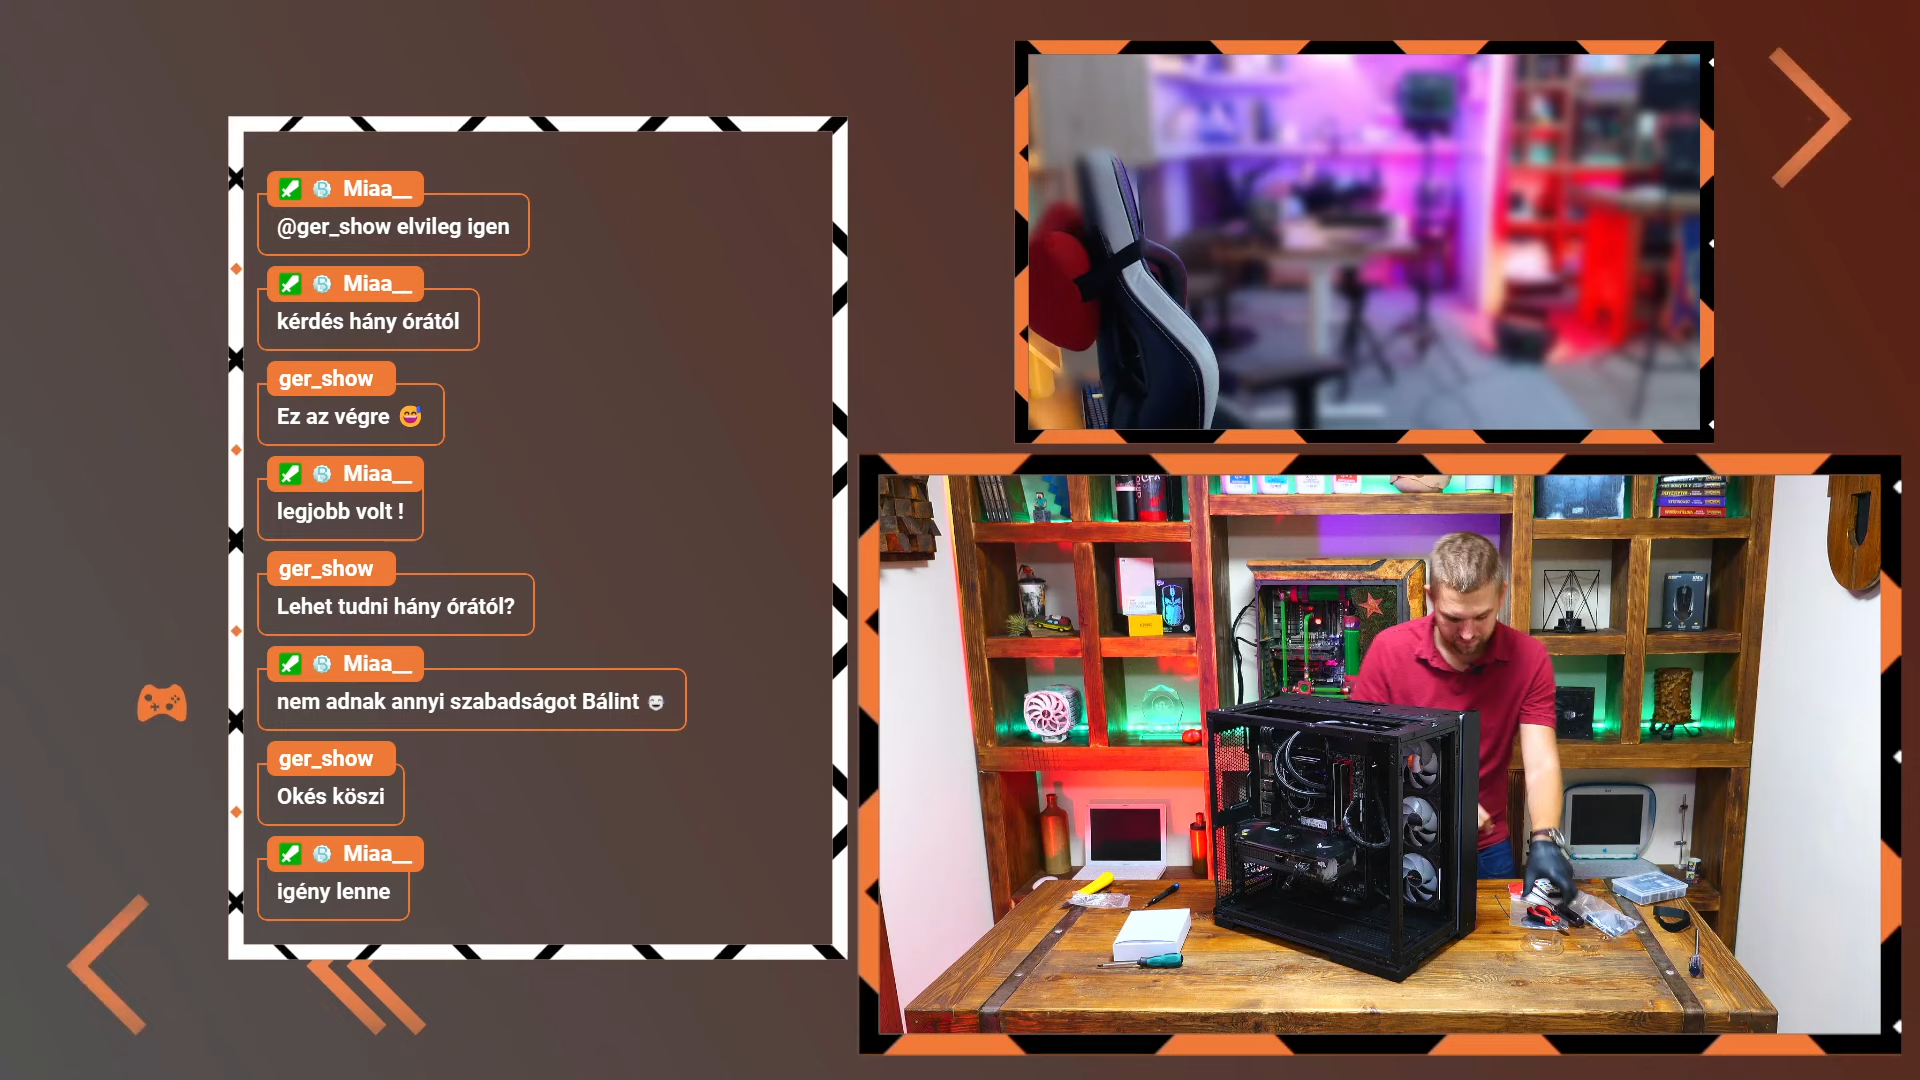 Miaa__
@ger_show elvileg igen
Miaa__
kérdés hány órától
ger_show
Ez az végre 😅
Miaa__
legjobb volt !
ger_show
Lehet tudni hány órától?
Miaa__
nem adnak annyi szabadságot Bálint
ger_show
Okés köszi
Miaa__
igény lenne